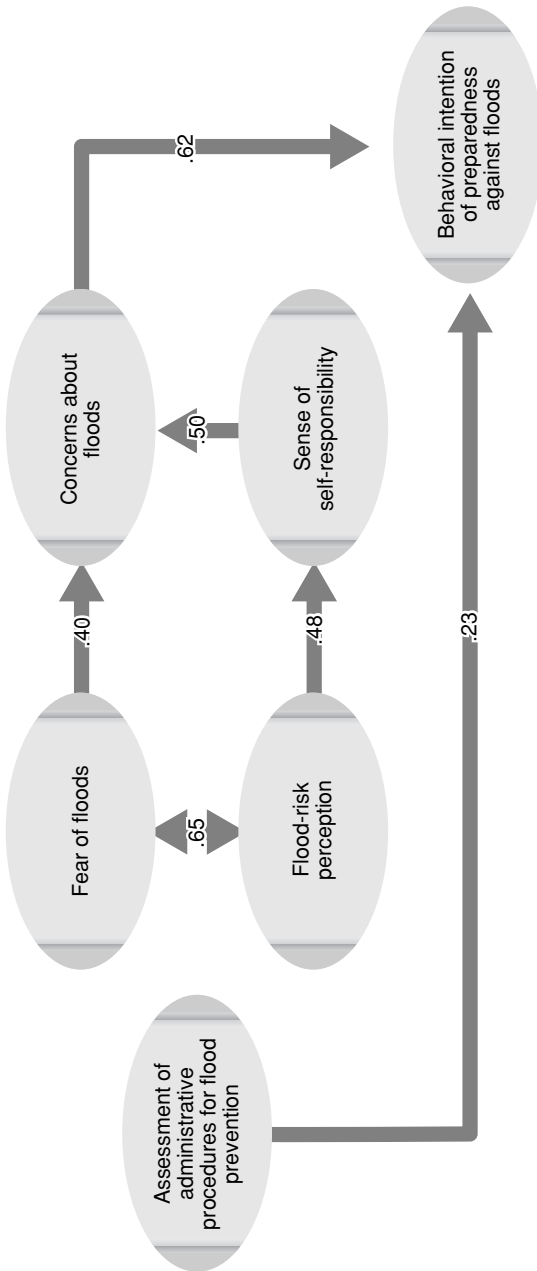 Assessment of
administrative
procedures for flood
prevention
Fear of floods
.65
Flood-risk
perception
.40
.48
Concerns about
floods
.50
Sense of
self-responsibility
.62
.23
Behavioral intention
of preparedness
against floods